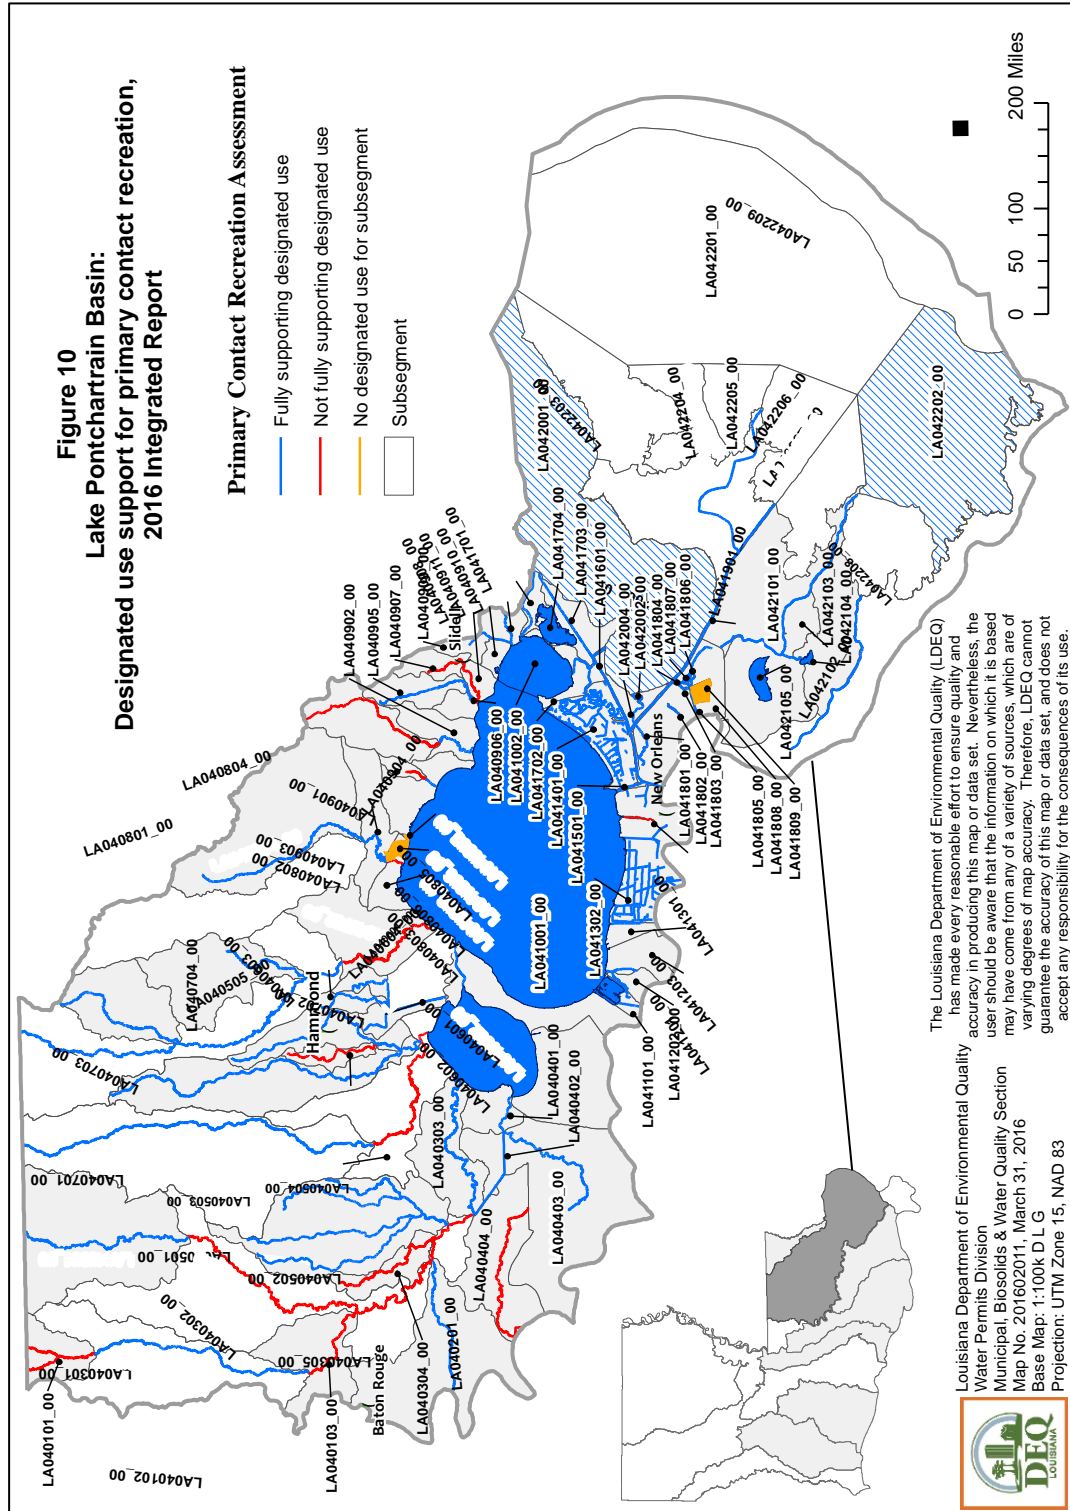 Figure 10
Lake Pontchartrain Basin:
Designated use support for primary contact recreation,
2016 Integrated Report
Primary Contact Recreation Assessment
Fully supporting designated use
Not fully supporting designated use
No designated use for subsegment
Subsegment
LA040101_00
LA040102_00
LA040301_00
LA040302_00
LA040103_00
LA040305_00
Baton Rouge
LA040304_00
LA040201_00
LA040502_00
LA040503_00
LA040504_00
LA040701_00
LA040703_00
LA040303_00
LA040404_00
LA040403_00
LA040402_00
LA040401_00
LA040602_00
LA040601_00
Hammond
LA040704_00
LA040505
LA040801_00
LA040804_00
LA040802_00
LA040903_00
LA040901_00
LA040904_00
LA040803
LA040805_00
LA040806_00
LA040902_00
LA040905_00
LA040907_00
Slidell
LA040910_00
LA041701_00
LA040906_00
LA041002_00
LA041702_00
LA041401_00
LA041501_00
LA041001_00
LA041302_00
LA041301_00
LA041203_00
LA041202_00
LA041101_00
LA041704_00
LA041703_00
LA041601_00
LA042004_00
LA042002_00
LA041804_00
LA041807_00
LA041806_00
LA041901_00
New Orleans
LA041801_00
LA041802_00
LA041803_00
LA041805_00
LA041808_00
LA041809_00
LA042001_00
LA042203_00
LA042204_00
LA042205_00
LA042206_00
LA042201_00
LA042209_00
LA042202_00
LA042208_00
LA042101_00
LA042103_00
LA042104_00
LA042102_00
LA042105_00
0 50 100 200 Miles
The Louisiana Department of Environmental Quality (LDEQ)
has made every reasonable effort to ensure quality and
accuracy in producing this map or data set. Nevertheless, the
user should be aware that the information on which it is based
may have come from any of a variety of sources, which are of
varying degrees of map accuracy. Therefore, LDEQ cannot
guarantee the accuracy of this map or data set, and does not
accept any responsibility for the consequences of its use.
Louisiana Department of Environmental Quality
Water Permits Division
Municipal, Biosolids & Water Quality Section
Map No. 201602011, March 31, 2016
Base Map: 1:100k D L G
Projection: UTM Zone 15, NAD 83
DEQ
LOUISIANA